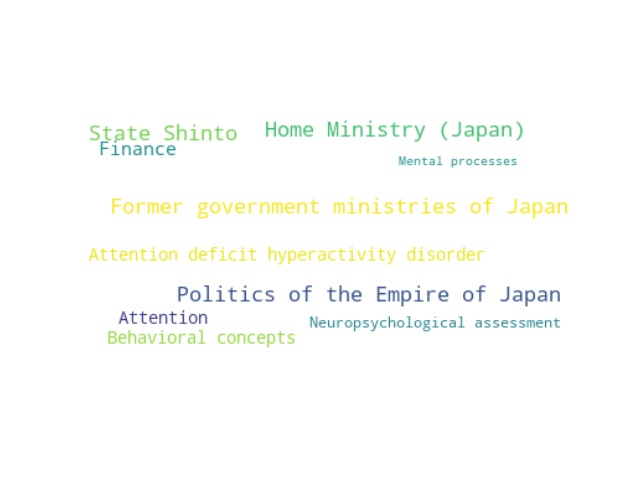 State Shinto
Home Ministry (Japan)
Finance
Mental processes
Former government ministries of Japan
Attention deficit hyperactivity disorder
Politics of the Empire of Japan
Attention
Neuropsychological assessment
Behavioral concepts